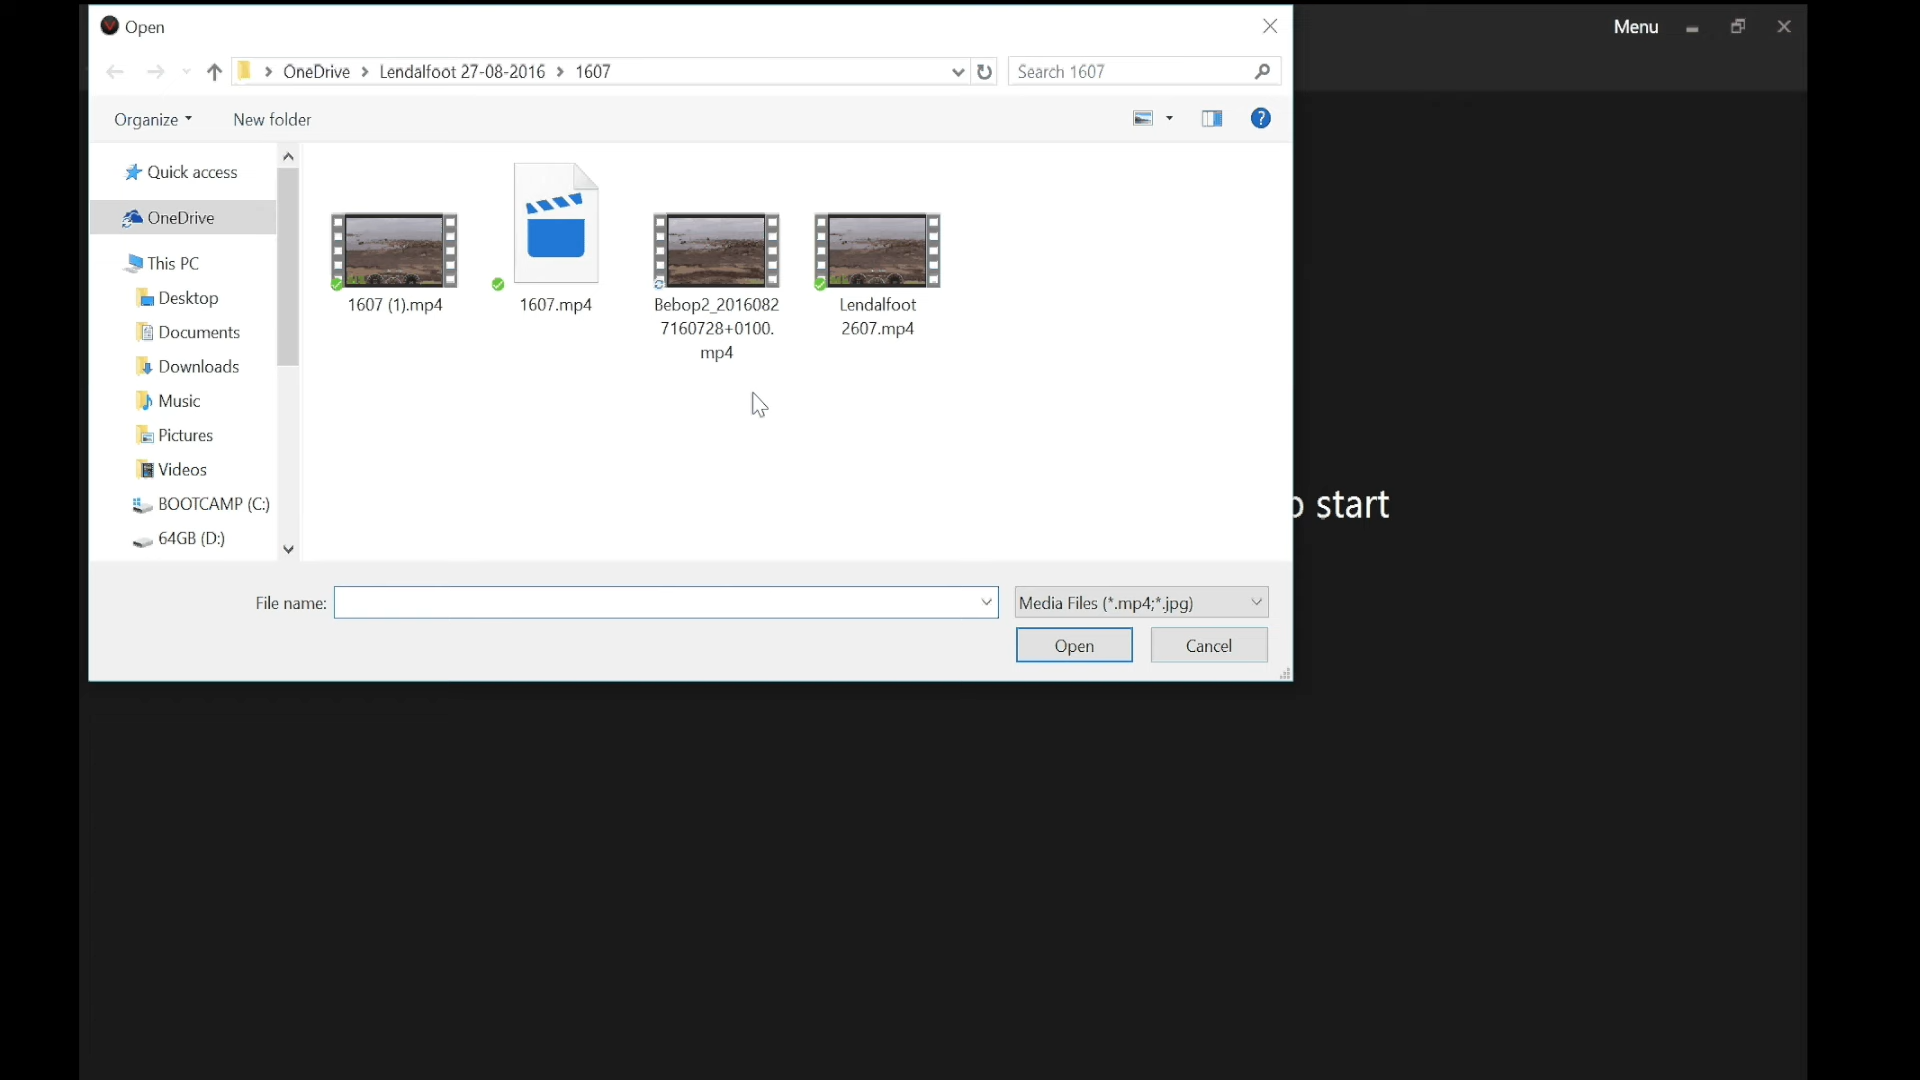 Open
Menu
OneDrive
Lendalfoot 27-08-2016
1607
Search 1607
Organize
New folder
?
Quick access
OneDrive
This PC
Desktop
Documents
Downloads
Music
Pictures
Videos
BOOTCAMP (C:)
64GB (D:)
1607 (1).mp4
1607.mp4
Bebop2_2016082
7160728+0100.
mp4
Lendalfoot
2607.mp4
o start
File name:
Media Files (*.mp4;*.jpg)
Open
Cancel